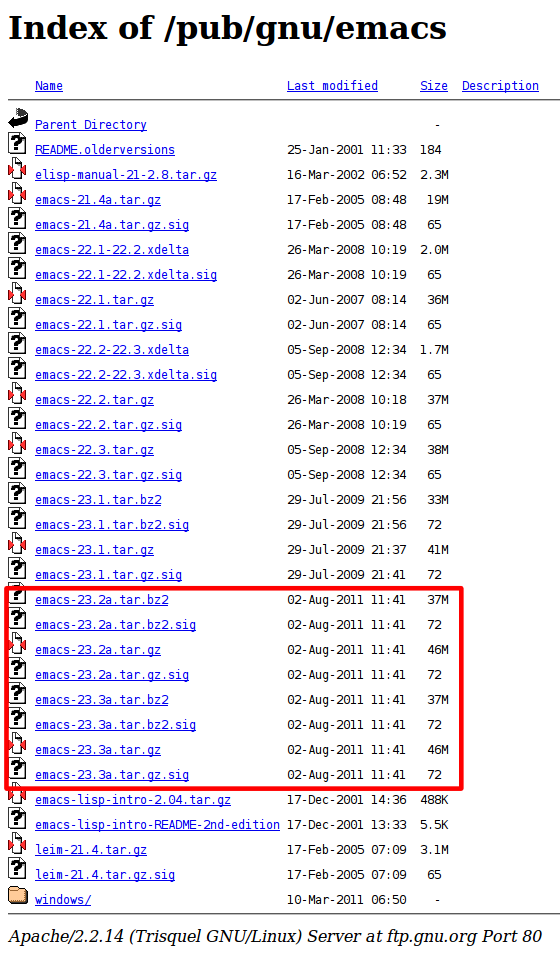 Index of /pub/gnu/emacs
Name Last modified Size Description
Parent Directory -
README.olderversions 25-Jan-2001 11:33 184
elisp-manual-21-2.8.tar.gz 16-Mar-2002 06:52 2.3M
emacs-21.4a.tar.gz 17-Feb-2005 08:48 19M
emacs-21.4a.tar.gz.sig 17-Feb-2005 08:48 65
emacs-22.1-22.2.xdelta 26-Mar-2008 10:19 2.0M
emacs-22.1-22.2.xdelta.sig 26-Mar-2008 10:19 65
emacs-22.1.tar.gz 02-Jun-2007 08:14 36M
emacs-22.1.tar.gz.sig 02-Jun-2007 08:14 65
emacs-22.2-22.3.xdelta 05-Sep-2008 12:34 1.7M
emacs-22.2-22.3.xdelta.sig 05-Sep-2008 12:34 65
emacs-22.2.tar.gz 26-Mar-2008 10:18 37M
emacs-22.2.tar.gz.sig 26-Mar-2008 10:19 65
emacs-22.3.tar.gz 05-Sep-2008 12:34 38M
emacs-22.3.tar.gz.sig 05-Sep-2008 12:34 65
emacs-23.1.tar.bz2 29-Jul-2009 21:56 33M
emacs-23.1.tar.bz2.sig 29-Jul-2009 21:56 72
emacs-23.1.tar.gz 29-Jul-2009 21:37 41M
emacs-23.1.tar.gz.sig 29-Jul-2009 21:41 72
emacs-23.2a.tar.bz2 02-Aug-2011 11:41 37M
emacs-23.2a.tar.bz2.sig 02-Aug-2011 11:41 72
emacs-23.2a.tar.gz 02-Aug-2011 11:41 46M
emacs-23.2a.tar.gz.sig 02-Aug-2011 11:41 72
emacs-23.3a.tar.bz2 02-Aug-2011 11:41 37M
emacs-23.3a.tar.bz2.sig 02-Aug-2011 11:41 72
emacs-23.3a.tar.gz 02-Aug-2011 11:41 46M
emacs-23.3a.tar.gz.sig 02-Aug-2011 11:41 72
emacs-lisp-intro-2.04.tar.gz 17-Dec-2001 14:36 488K
emacs-lisp-intro-README-2nd-edition 17-Dec-2001 13:33 5.5K
leim-21.4.tar.gz 17-Feb-2005 07:09 3.1M
leim-21.4.tar.gz.sig 17-Feb-2005 07:09 65
windows/ 10-Mar-2011 06:50 -
Apache/2.2.14 (Trisquel GNU/Linux) Server at ftp.gnu.org Port 80